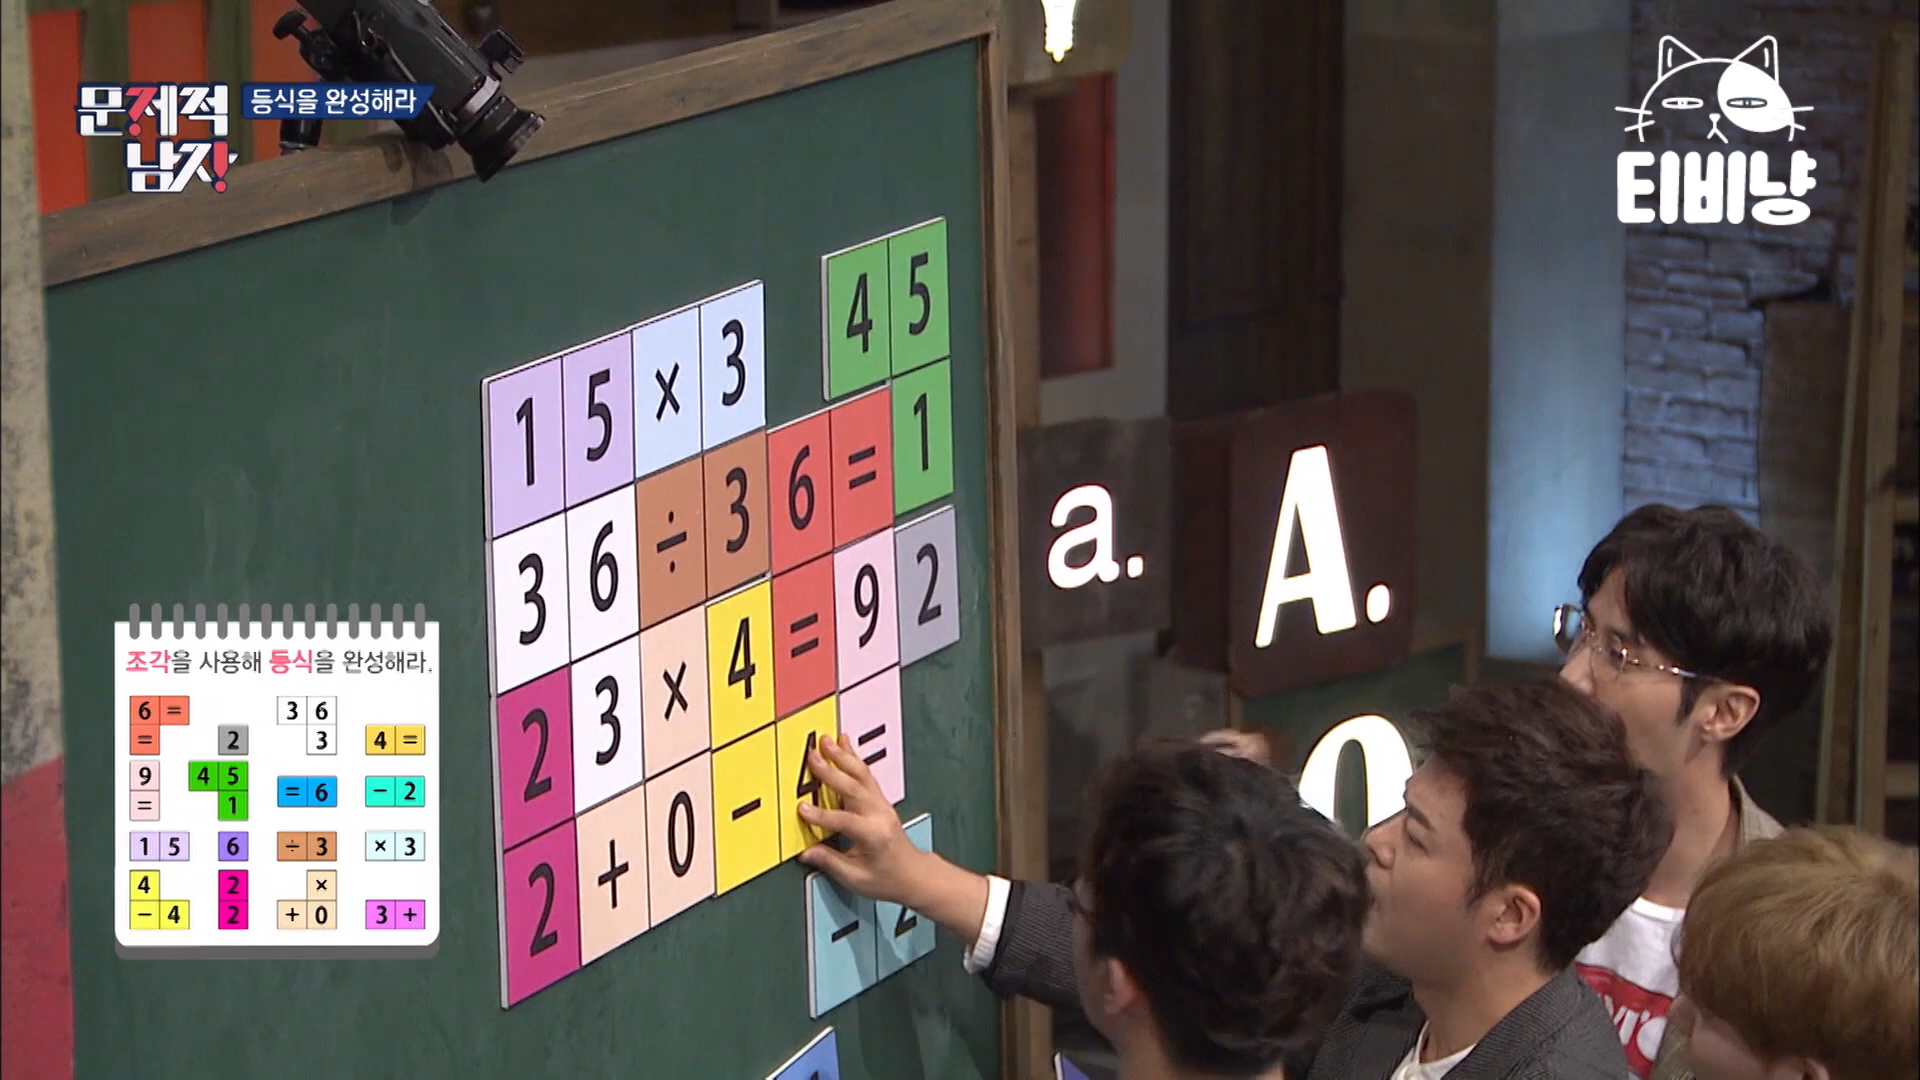 문제적
남자
등식을 완성해라
티비냥
4 5
1 5 × 3
3 6 ÷ 3 6 = 1
2 3 × 4 = 9 2
2 + 0 - 4 =
- 2
a. A.
조각을 사용해 등식을 완성해라.
6 = 3 6
= 2 3 4 =
9 4 5 = 6 - 2
= 1
1 5 6 ÷ 3 × 3
4 2 ×
- 4 2 + 0 3 +